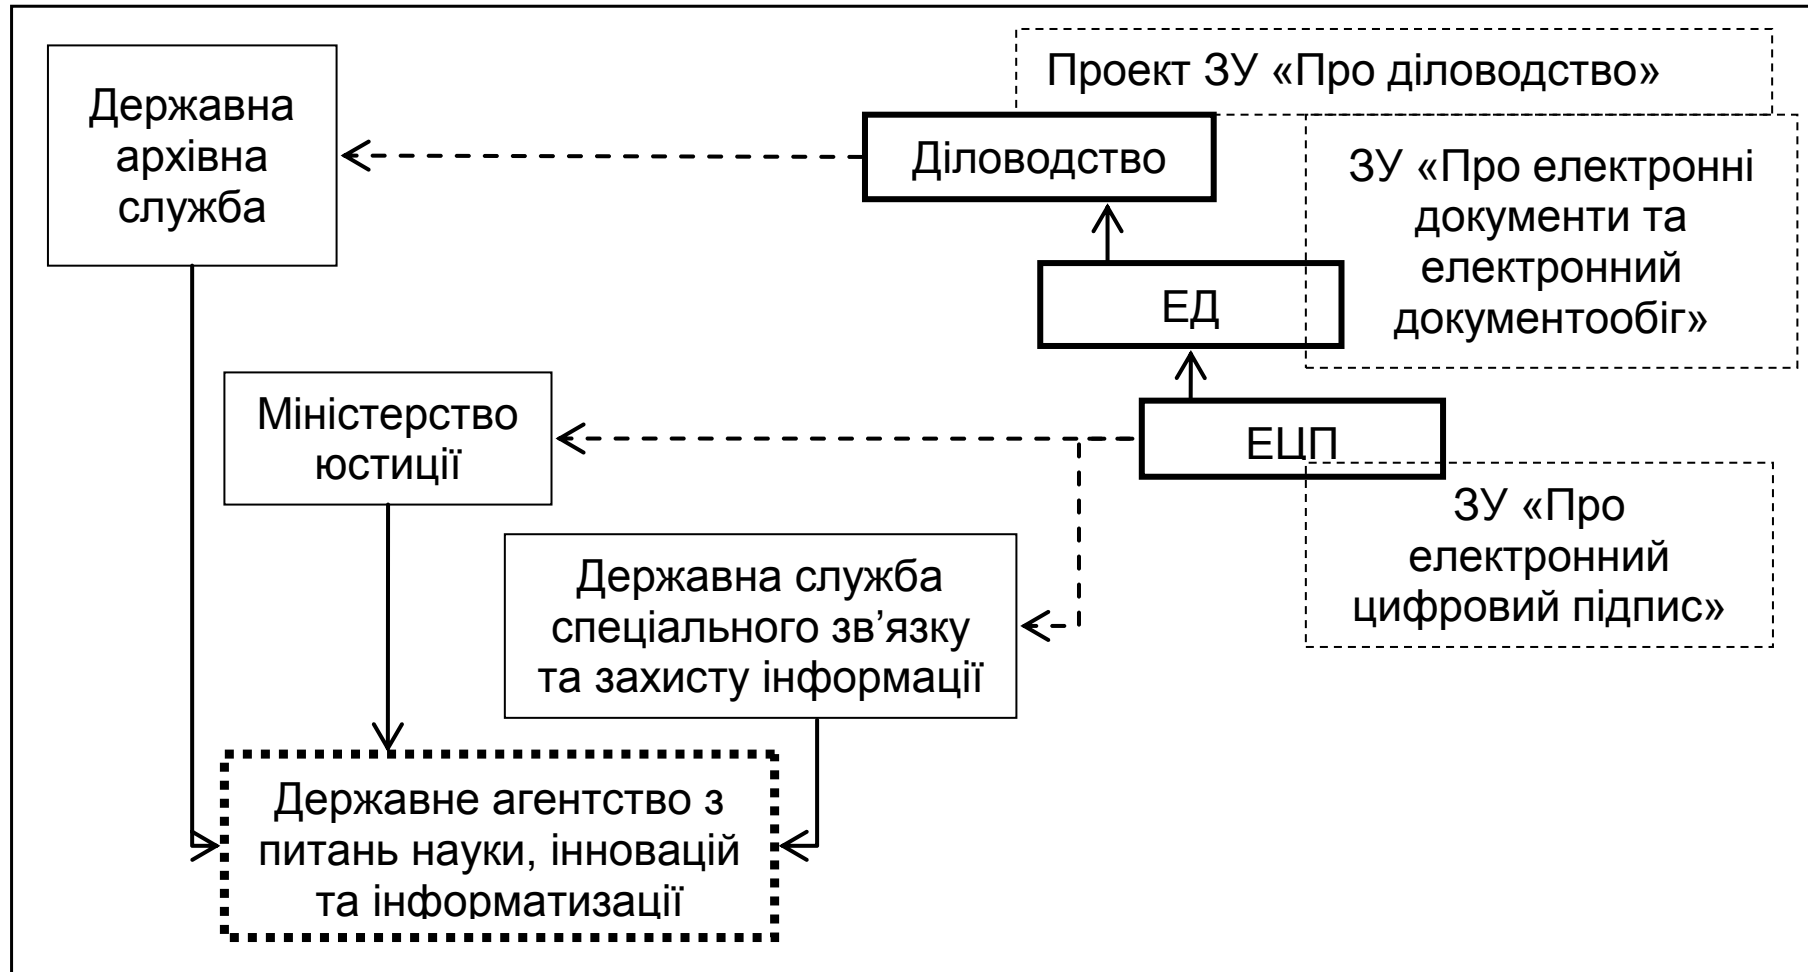 Проект ЗУ «Про діловодство»
Державна
архівна
служба
Діловодство
ЗУ «Про електронні
документи та
електронний
документообіг»
ЕД
Міністерство
юстиції
ЕЦП
ЗУ «Про
електронний
цифровий підпис»
Державна служба
спеціального зв’язку
та захисту інформації
Державне агентство з
питань науки, інновацій
та інформатизації